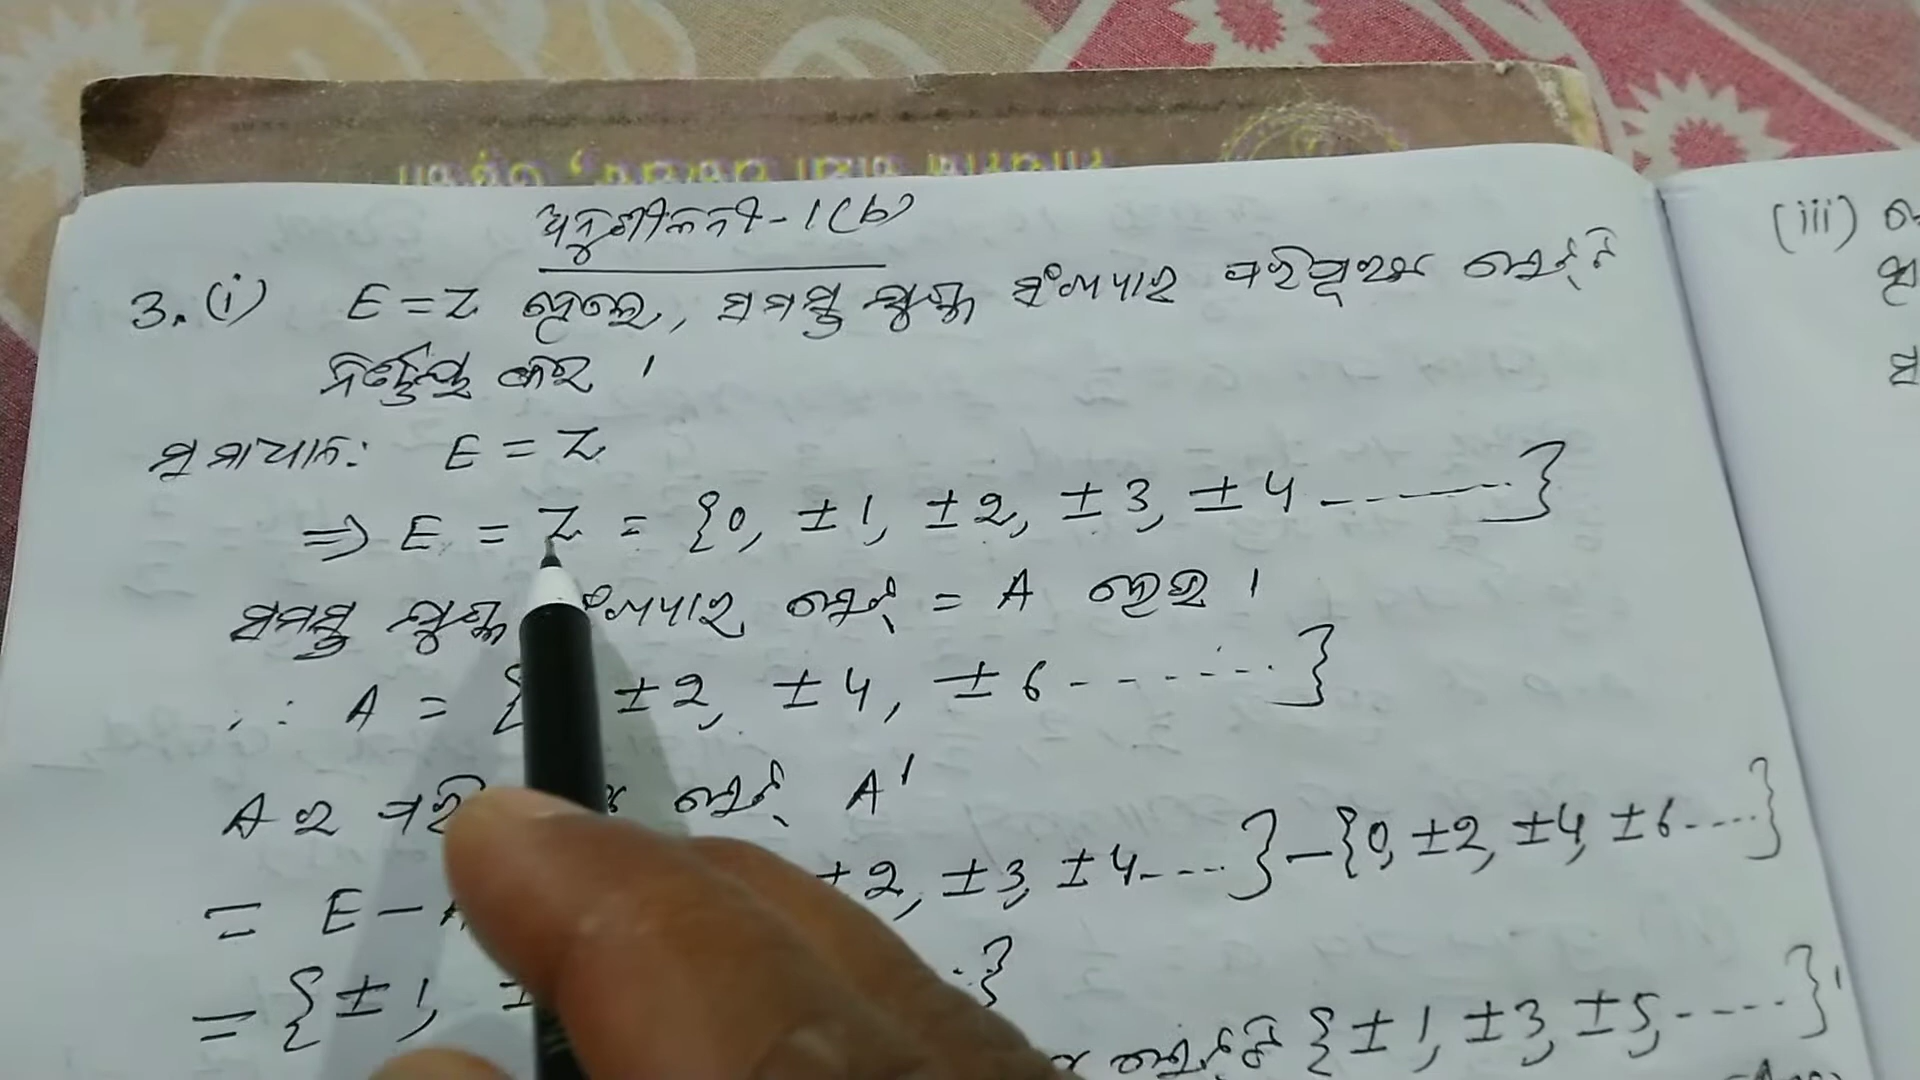 ଅନୁଶୀଳନୀ - 1(b)
3. (i) E = Z ହେଲେ, ସମସ୍ତ ଯୁଗ୍ମ ସଂଖ୍ୟାର ପରିପୂରକ ସେଟ୍‌ଟି
ନିର୍ଣ୍ଣୟ କର ।
ସମାଧାନ: E = Z
⇒ E = Z = {0, ±1, ±2, ±3, ±4 -------}
ସମସ୍ତ ଯୁଗ୍ମ ସଂଖ୍ୟାର ସେଟ୍ = A ହେଉ ।
∴ A = { ±2, ±4, ±6 ------}
A ର ସେଟ୍ A'
= E - A ±2, ±3, ±4----} - {0, ±2, ±4, ±6----}
= {±1, }
ସେଟ୍‌ଟି {±1, ±3, ±5, ----}'
(iii)